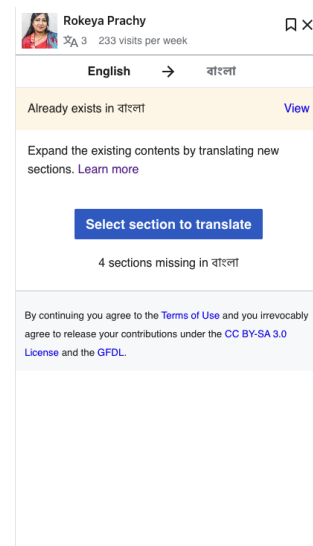 Rokeya Prachy
3 233 visits per week
English → বাংলা
Already exists in বাংলা View
Expand the existing contents by translating new
sections. Learn more
Select section to translate
4 sections missing in বাংলা
By continuing you agree to the Terms of Use and you irrevocably
agree to release your contributions under the CC BY-SA 3.0
License and the GFDL.